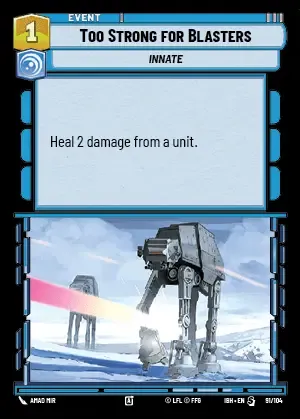 EVENT
1
TOO STRONG FOR BLASTERS
INNATE
Heal 2 damage from a unit.
AMAD MIR
A
© LFL © FFG
IBH • EN
91/104